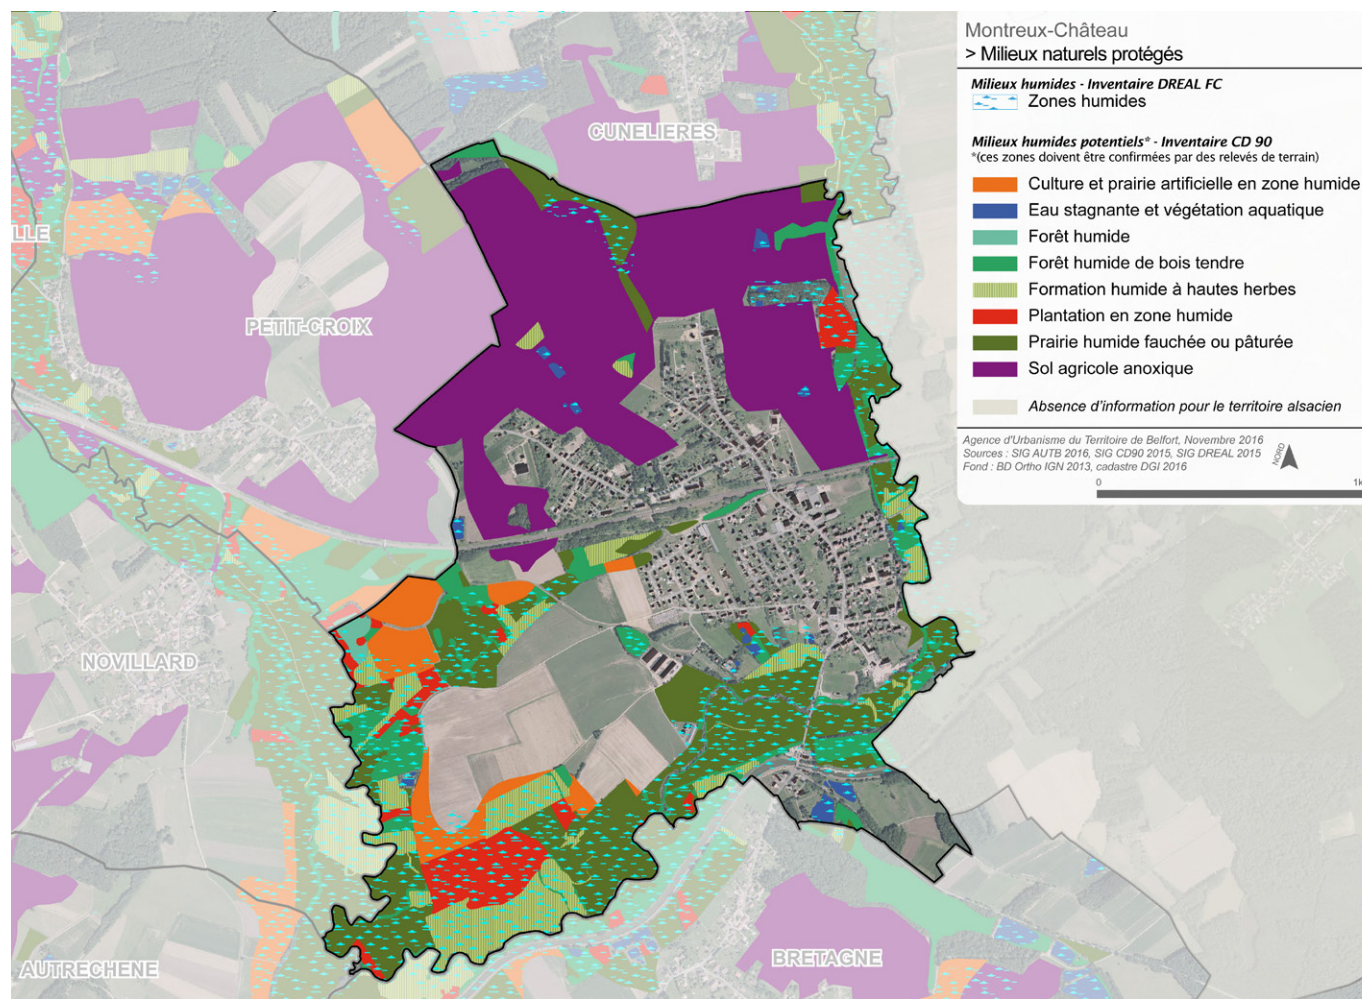 Montreux-Château
> Milieux naturels protégés
Milieux humides - Inventaire DREAL FC
Zones humides
Milieux humides potentiels* - Inventaire CD 90
*(ces zones doivent être confirmées par des relevés de terrain)
Culture et prairie artificielle en zone humide
Eau stagnante et végétation aquatique
Forêt humide
Forêt humide de bois tendre
Formation humide à hautes herbes
Plantation en zone humide
Prairie humide fauchée ou pâturée
Sol agricole anoxique
Absence d'information pour le territoire alsacien
Agence d'Urbanisme du Territoire de Belfort, Novembre 2016
Sources : SIG AUTB 2016, SIG CD90 2015, SIG DREAL 2015
Fond : BD Ortho IGN 2013, cadastre DGI 2016
NORD
0 1k
CUNELIERES
LLE
PETIT-CROIX
NOVILLARD
BRETAGNE
AUTRECHENE